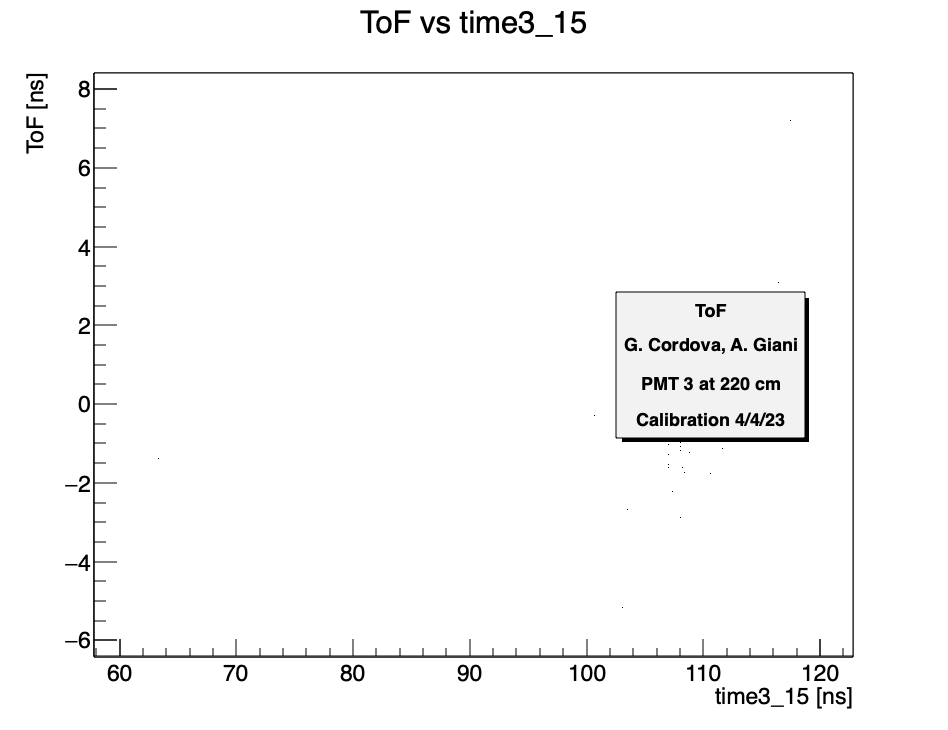 ToF vs time3_15
ToF [ns]
8
6
4
2
0
−2
−4
−6
ToF
G. Cordova, A. Giani
PMT 3 at 220 cm
Calibration 4/4/23
60 70 80 90 100 110 120
time3_15 [ns]